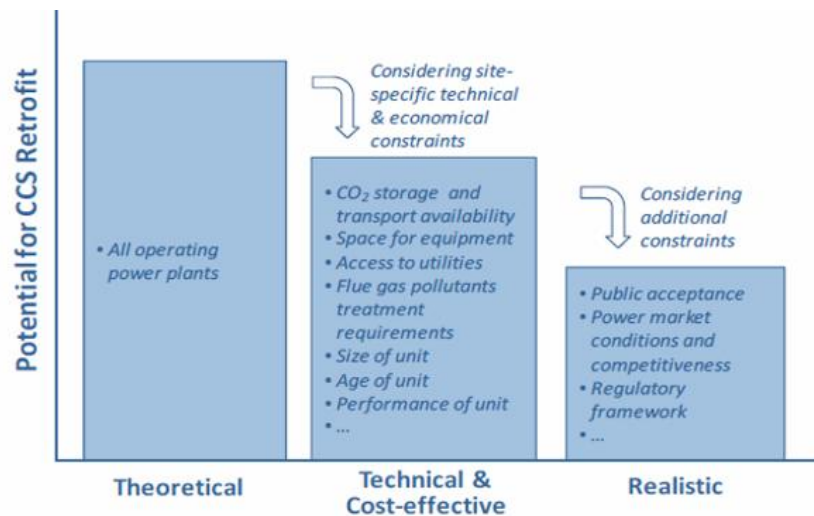 Potential for CCS Retrofit
• All operating
power plants
Considering site-
specific technical
& economical
constraints
• CO₂ storage and
transport availability
• Space for equipment
• Access to utilities
• Flue gas pollutants
treatment
requirements
• Size of unit
• Age of unit
• Performance of unit
• ...
Considering
additional
constraints
• Public acceptance
• Power market
conditions and
competitiveness
• Regulatory
framework
• ...
Theoretical
Technical &
Cost-effective
Realistic